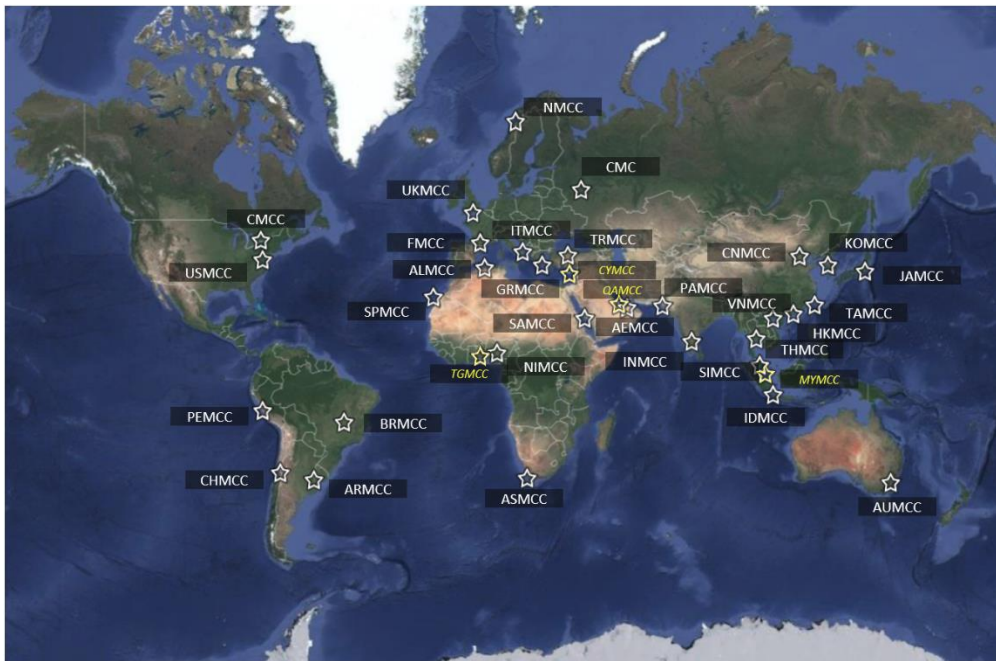 NMCC
CMC
UKMCC
CMCC
ITMCC
TRMCC
FMCC
CNMCC
KOMCC
USMCC
ALMCC
CYMCC
JAMCC
GRMCC
QAMCC
PAMCC
SPMCC
VNMCC
TAMCC
SAMCC
AEMCC
HKMCC
THMCC
TGMCC
NIMCC
INMCC
SIMCC
MYMCC
IDMCC
PEMCC
BRMCC
CHMCC
ARMCC
ASMCC
AUMCC